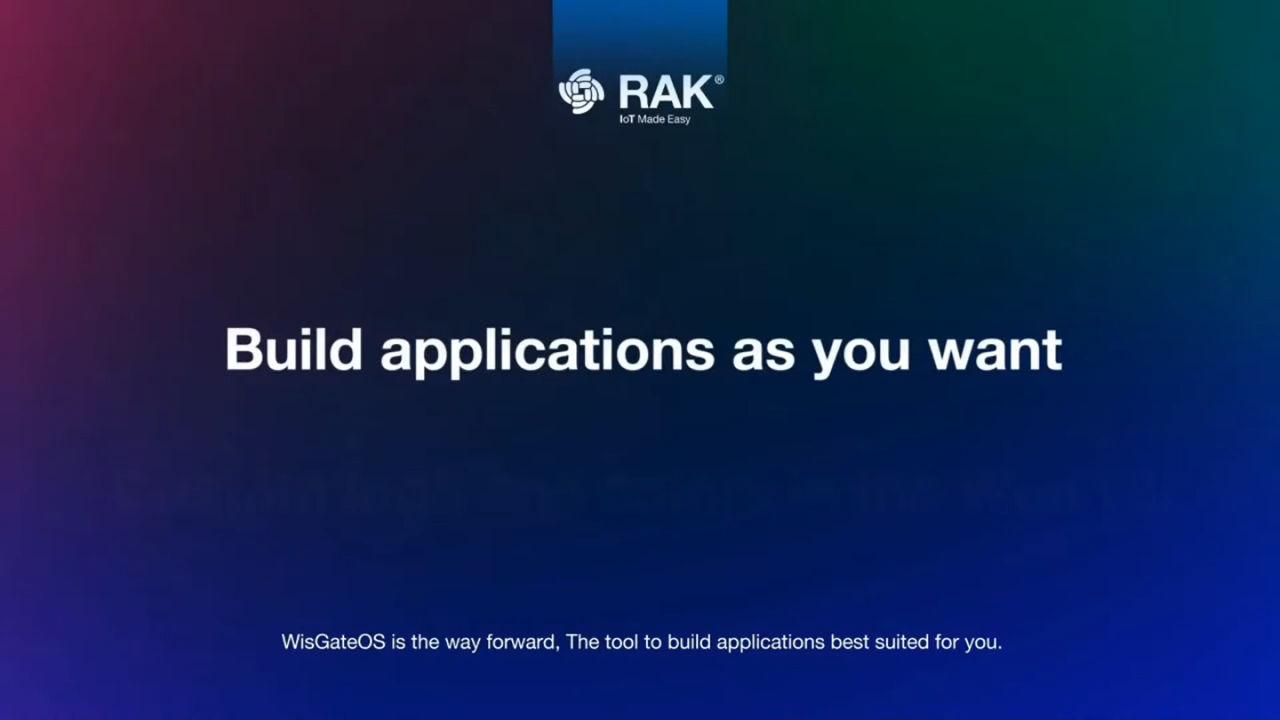 RAK®
IoT Made Easy
Build applications as you want
WisGateOS is the way forward, The tool to build applications best suited for you.